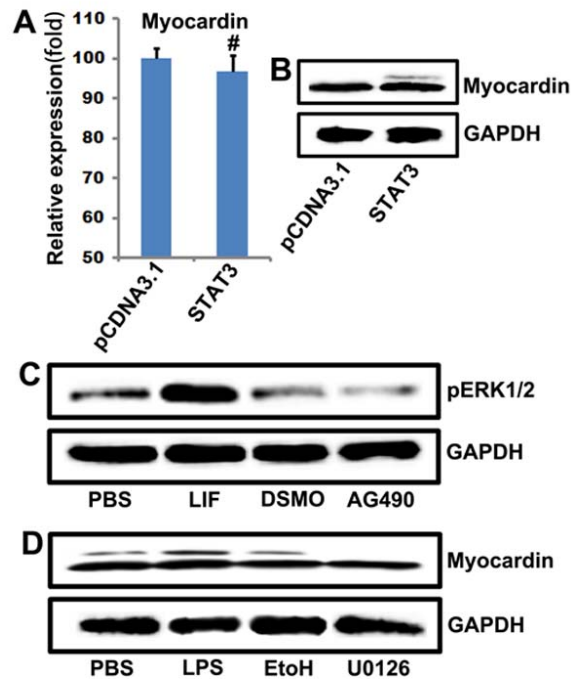 A
Relative expression(fold)
110
100
90
80
70
60
50
Myocardin
#
pCDNA3.1
STAT3
B
Myocardin
GAPDH
pCDNA3.1
STAT3
C
pERK1/2
GAPDH
PBS LIF DSMO AG490
D
Myocardin
GAPDH
PBS LPS EtoH U0126